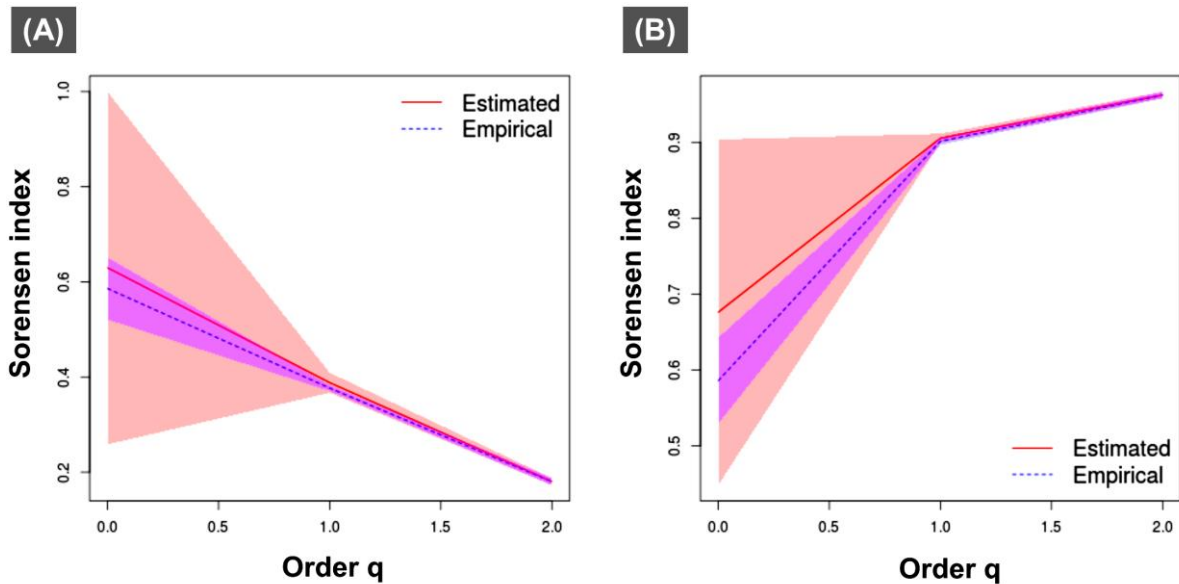 (A)
Sorensen index
1.0
0.8
0.6
0.4
0.2
Estimated
Empirical
0.0 0.5 1.0 1.5 2.0
Order q
(B)
Sorensen index
0.9
0.8
0.7
0.6
0.5
Estimated
Empirical
0.0 0.5 1.0 1.5 2.0
Order q